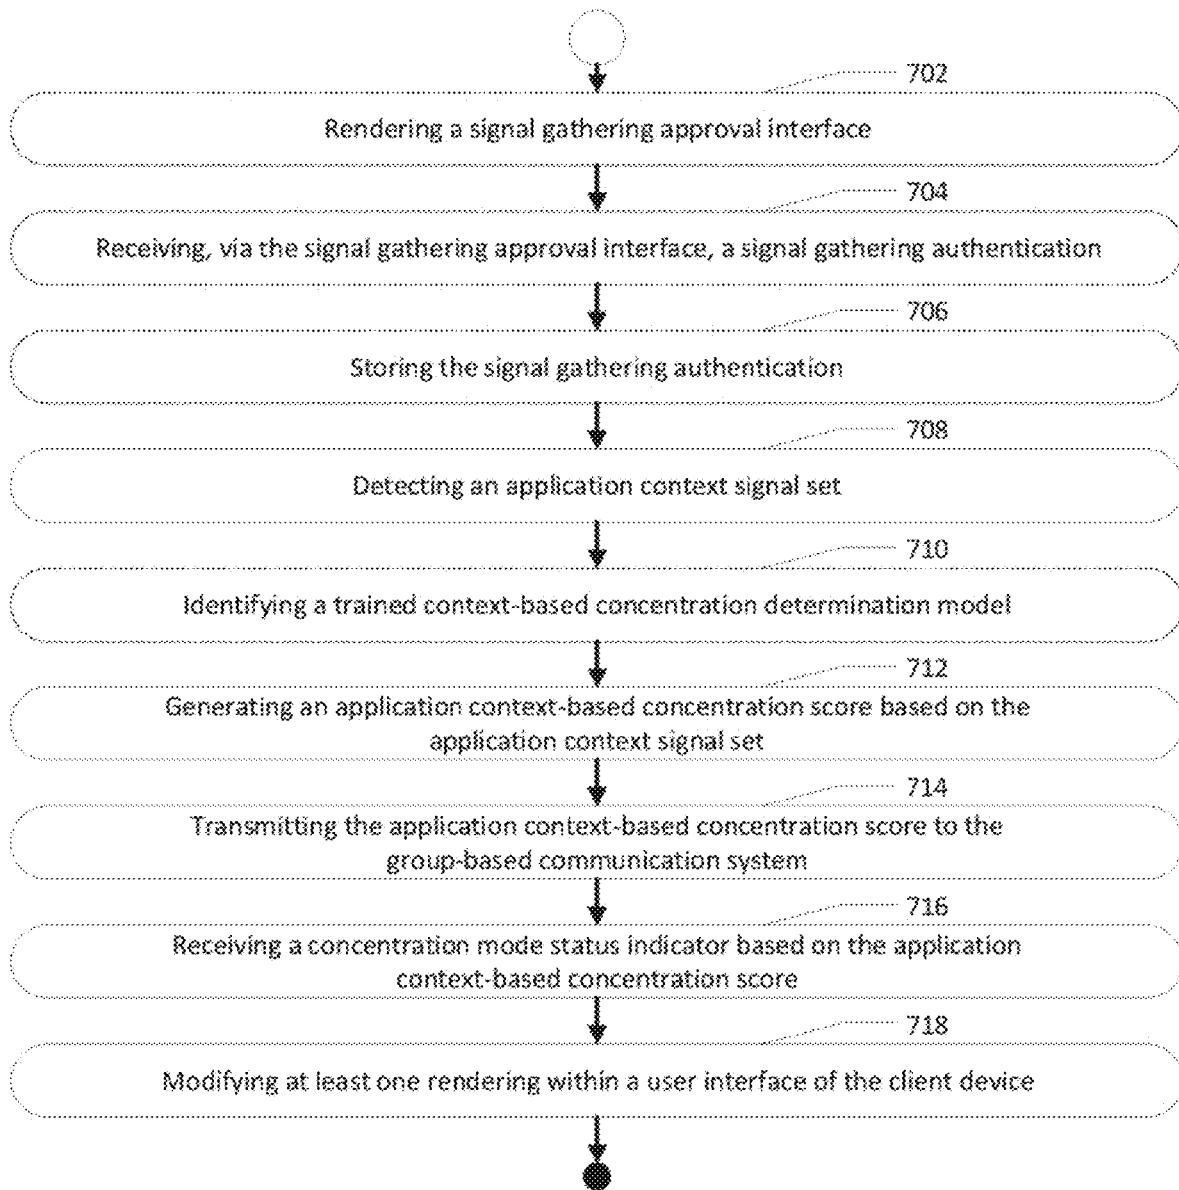 702
Rendering a signal gathering approval interface
704
Receiving, via the signal gathering approval interface, a signal gathering authentication
706
Storing the signal gathering authentication
708
Detecting an application context signal set
710
Identifying a trained context-based concentration determination model
712
Generating an application context-based concentration score based on the
application context signal set
714
Transmitting the application context-based concentration score to the
group-based communication system
716
Receiving a concentration mode status indicator based on the application
context-based concentration score
718
Modifying at least one rendering within a user interface of the client device